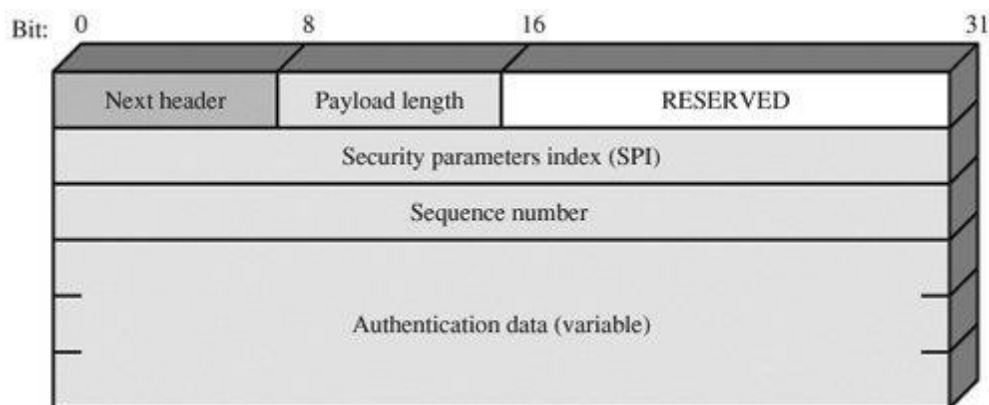 Bit: 0 8 16 31
Next header Payload length RESERVED
Security parameters index (SPI)
Sequence number
Authentication data (variable)